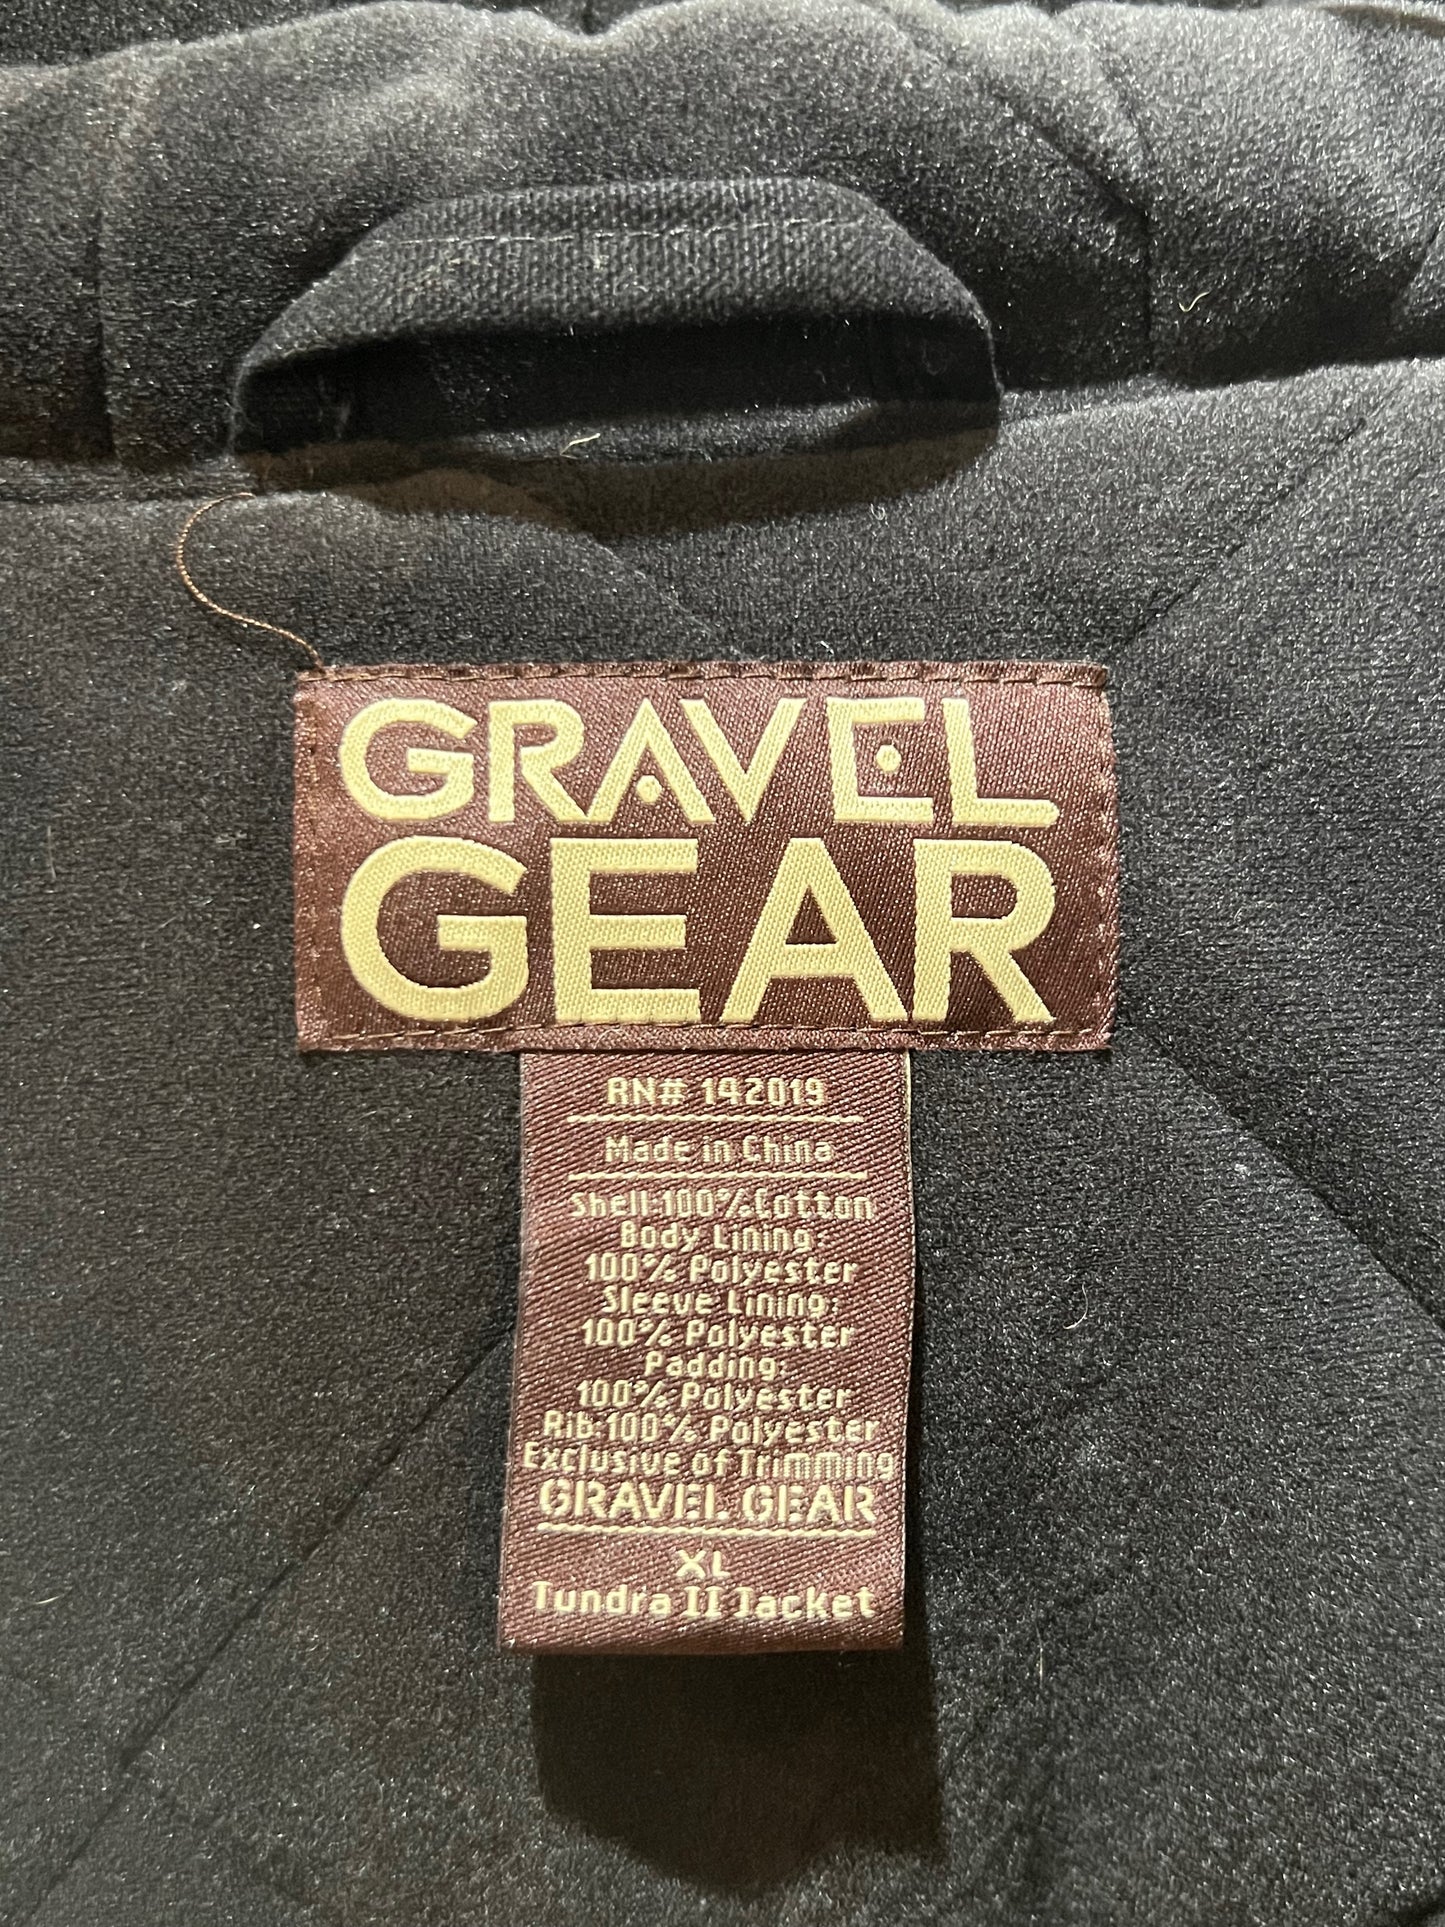 GRAVEL
GEAR
RN# 142019
Made in China
Shell:100%Cotton
Body Lining:
100% Polyester
Sleeve Lining:
100% Polyester
Padding:
100% Polyester
Rib:100% Polyester
Exclusive of Trimming
GRAVEL GEAR
XL
Tundra II Jacket